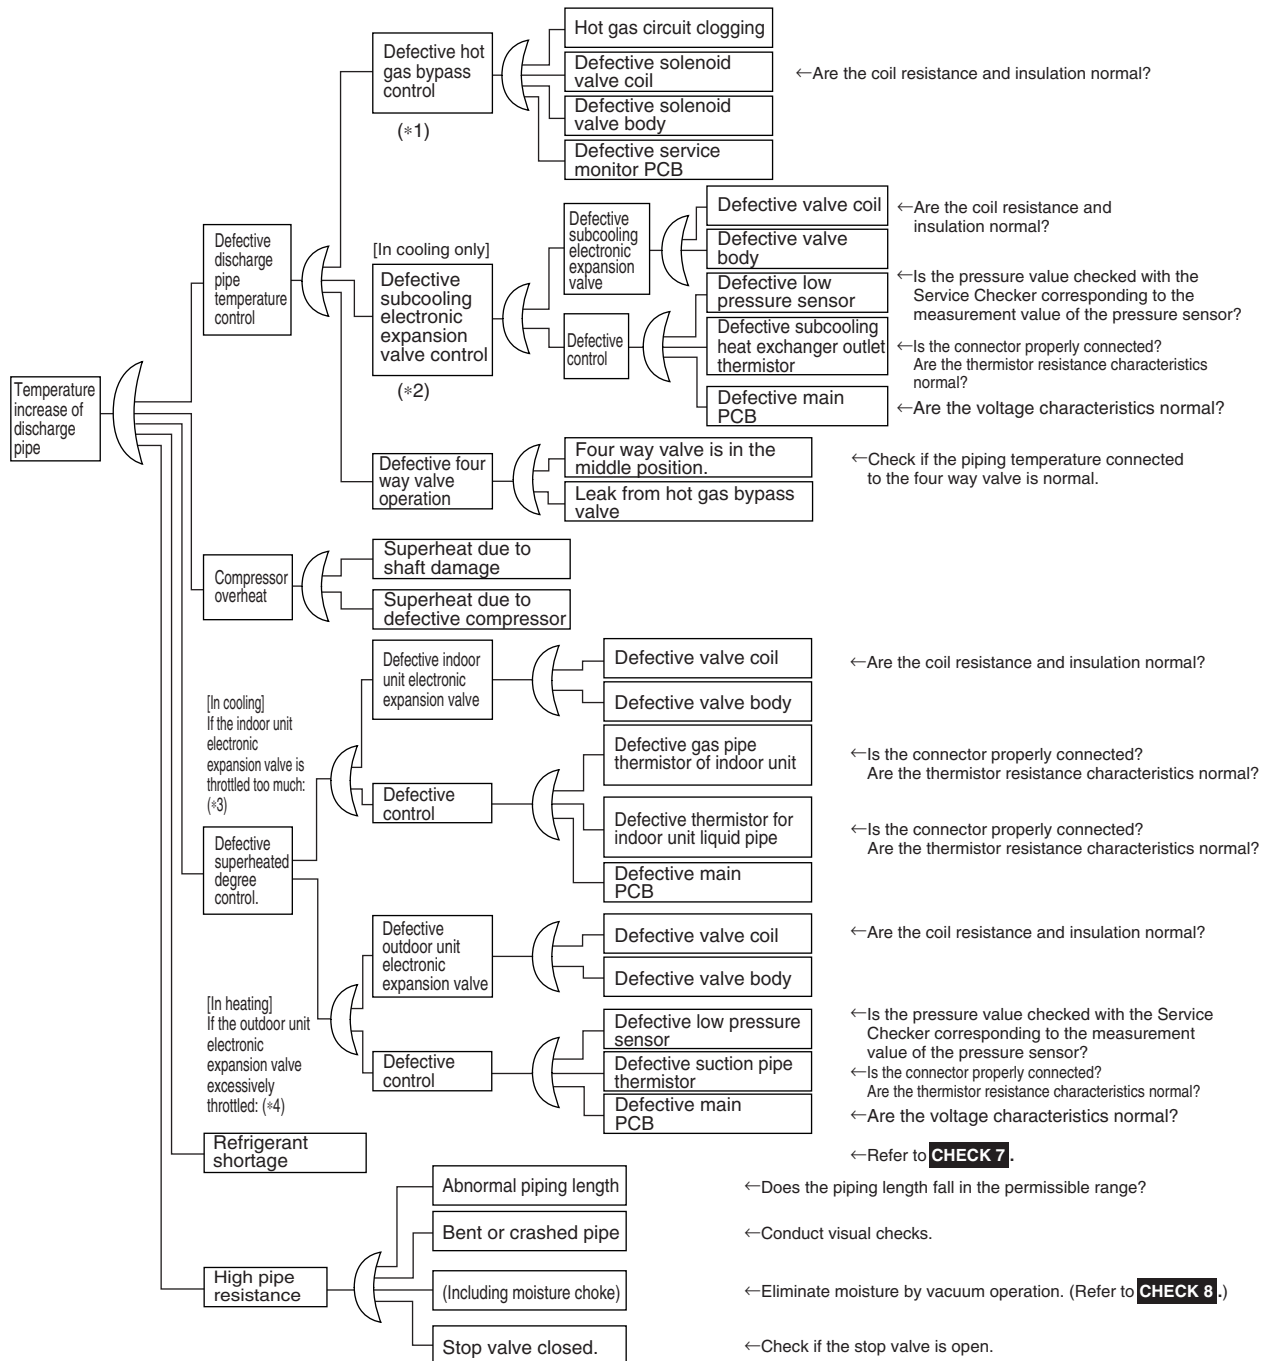 Hot gas circuit clogging
Defective hot
gas bypass
control
(*1)
Defective solenoid
valve coil
←Are the coil resistance and insulation normal?
Defective solenoid
valve body
Defective service
monitor PCB
Defective
discharge
pipe
temperature
control
[In cooling only]
Defective
subcooling
electronic
expansion
valve control
(*2)
Defective
subcooling
electronic
expansion
valve
Defective valve coil
←Are the coil resistance and
insulation normal?
Defective valve
body
Defective
control
Defective low
pressure sensor
←Is the pressure value checked with the
Service Checker corresponding to the
measurement value of the pressure sensor?
Defective subcooling
heat exchanger outlet
thermistor
←Is the connector properly connected?
Are the thermistor resistance characteristics
normal?
Defective main
PCB
←Are the voltage characteristics normal?
Temperature
increase of
discharge
pipe
Defective four
way valve
operation
Four way valve is in the
middle position.
←Check if the piping temperature connected
to the four way valve is normal.
Leak from hot gas bypass
valve
Compressor
overheat
Superheat due to
shaft damage
Superheat due to
defective compressor
[In cooling]
If the indoor unit
electronic
expansion valve is
throttled too much:
(*3)
Defective indoor
unit electronic
expansion valve
Defective valve coil
←Are the coil resistance and insulation normal?
Defective valve body
Defective
control
Defective gas pipe
thermistor of indoor unit
←Is the connector properly connected?
Are the thermistor resistance characteristics normal?
Defective thermistor for
indoor unit liquid pipe
←Is the connector properly connected?
Are the thermistor resistance characteristics normal?
Defective main
PCB
Defective
superheated
degree
control.
[In heating]
If the outdoor unit
electronic
expansion valve
excessively
throttled: (*4)
Defective
outdoor unit
electronic
expansion valve
Defective valve coil
←Are the coil resistance and insulation normal?
Defective valve body
Defective
control
Defective low pressure
sensor
←Is the pressure value checked with the Service
Checker corresponding to the measurement
value of the pressure sensor?
Defective suction pipe
thermistor
←Is the connector properly connected?
Are the thermistor resistance characteristics normal?
Defective main
PCB
←Are the voltage characteristics normal?
Refrigerant
shortage
←Refer to CHECK 7.
High pipe
resistance
Abnormal piping length
←Does the piping length fall in the permissible range?
Bent or crashed pipe
←Conduct visual checks.
(Including moisture choke)
←Eliminate moisture by vacuum operation. (Refer to CHECK 8.)
Stop valve closed.
←Check if the stop valve is open.